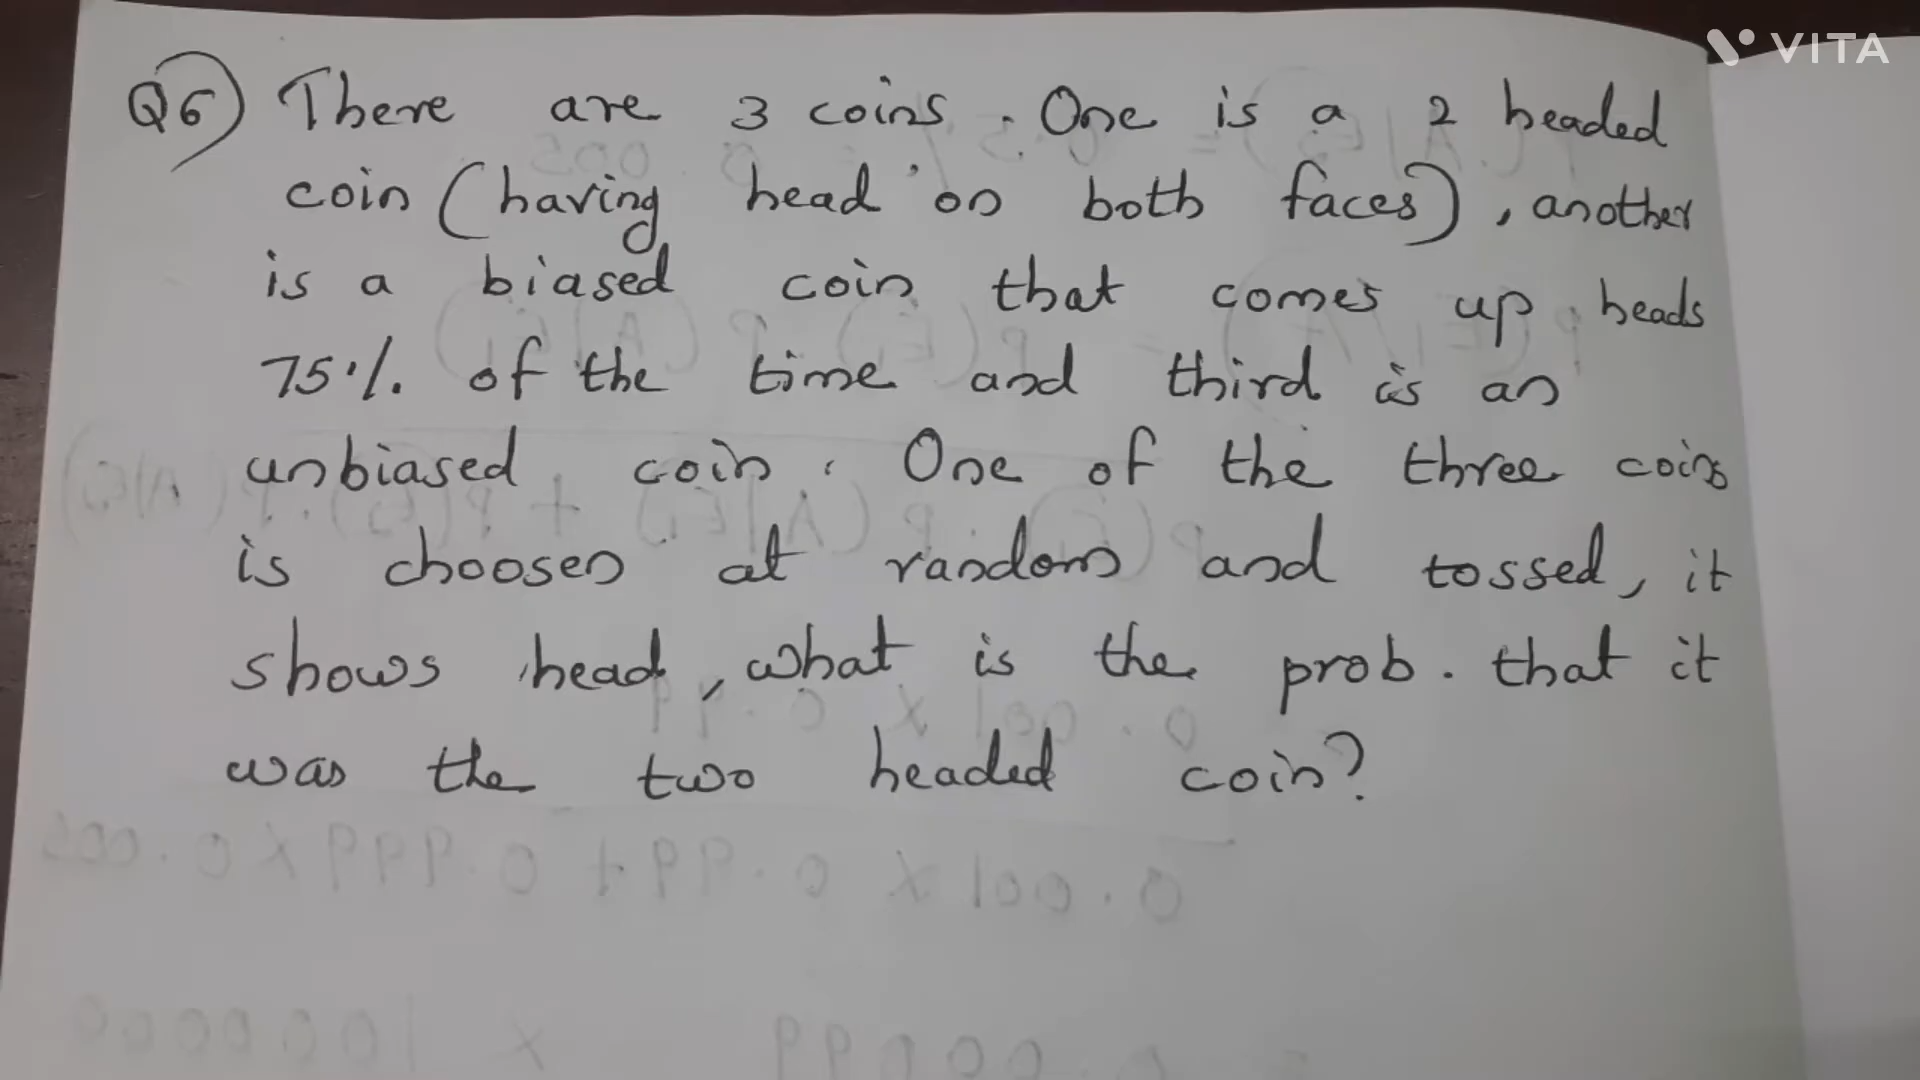 VITA
Q6) There are 3 coins. One is a 2 headed
coin (having head on both faces), another
is a biased coin that comes up heads
75% of the time and third is an
unbiased coin. One of the three coins
is choosen at random and tossed, it
shows head, what is the prob. that it
was the two headed coin?